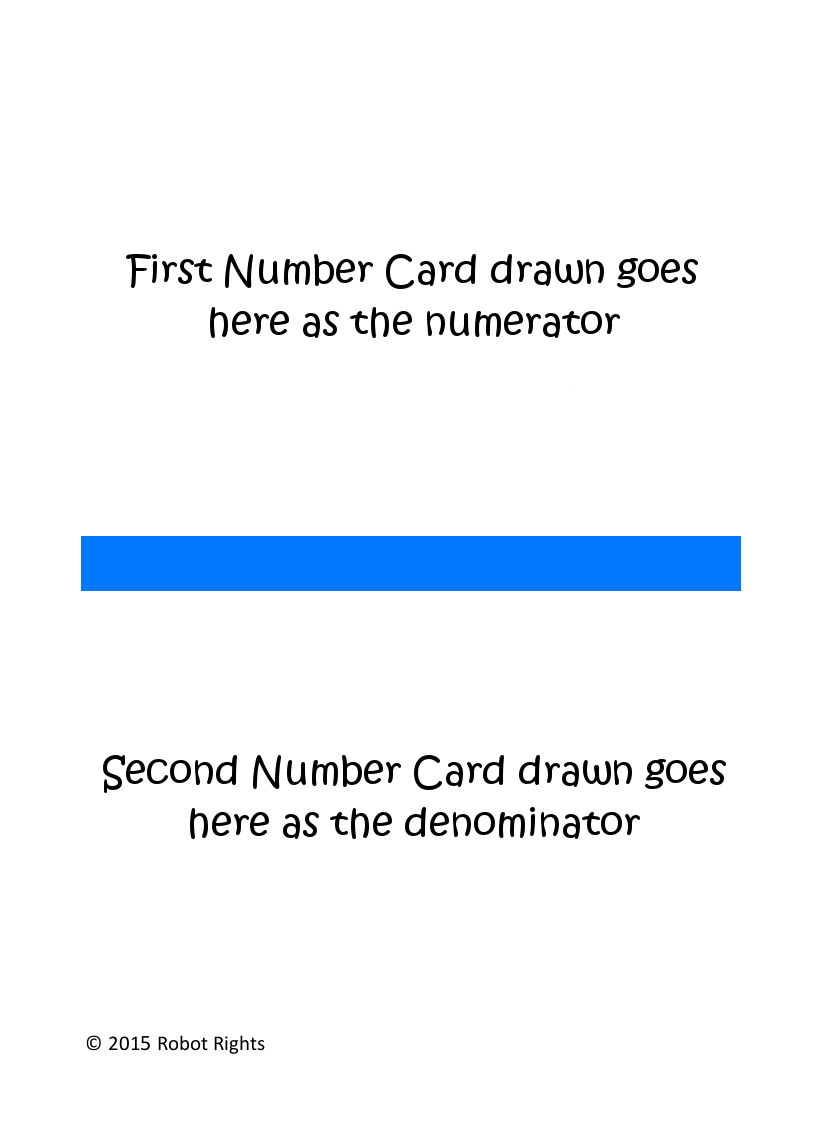 First Number Card drawn goes
here as the numerator
Second Number Card drawn goes
here as the denominator
© 2015 Robot Rights